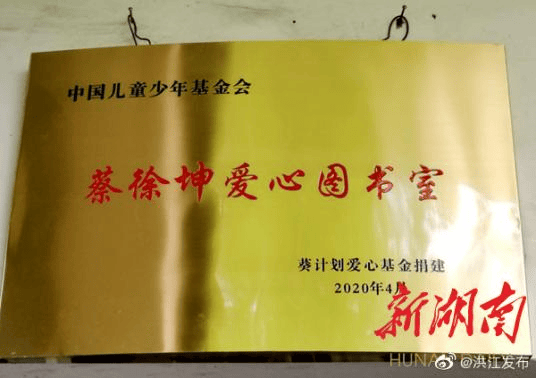 中国儿童少年基金会
蔡徐坤爱心图书室
葵计划爱心基金捐建
2020年4月
新湖南
HUNA
@洪江发布